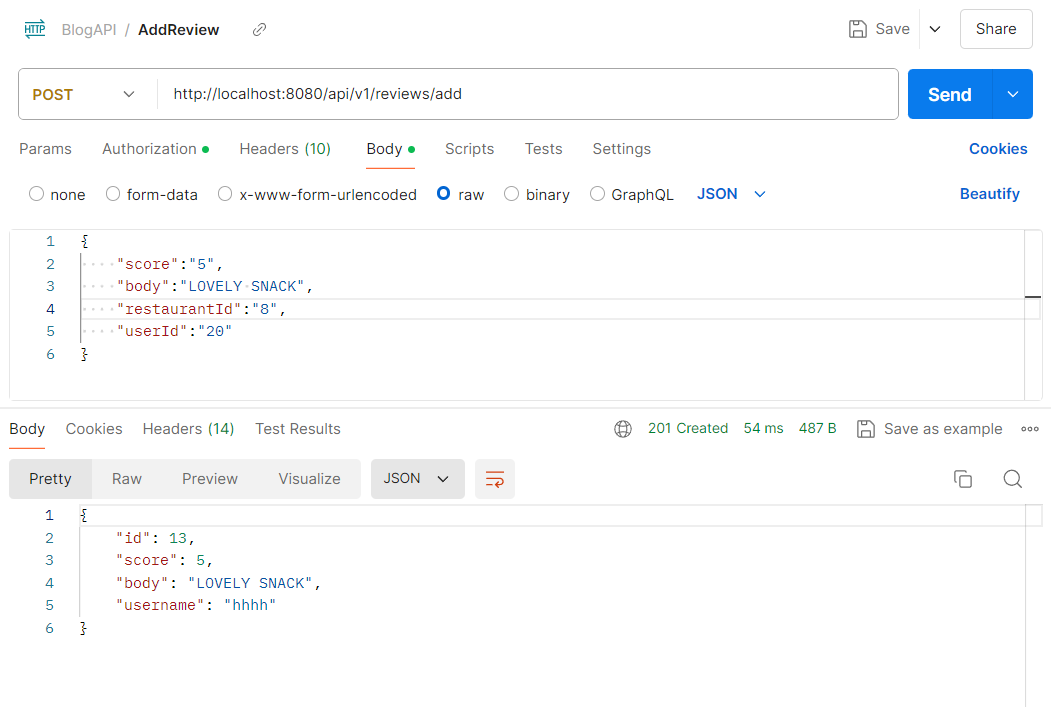 HTTP BlogAPI / AddReview Save Share
POST http://localhost:8080/api/v1/reviews/add Send
Params Authorization Headers (10) Body Scripts Tests Settings Cookies
none form-data x-www-form-urlencoded raw binary GraphQL JSON Beautify
1 {
2 ····"score":"5",
3 ····"body":"LOVELY·SNACK",
4 ····"restaurantId":"8",
5 ····"userId":"20"
6 }
Body Cookies Headers (14) Test Results 201 Created 54 ms 487 B Save as example
Pretty Raw Preview Visualize JSON
1 {
2 "id": 13,
3 "score": 5,
4 "body": "LOVELY SNACK",
5 "username": "hhhh"
6 }